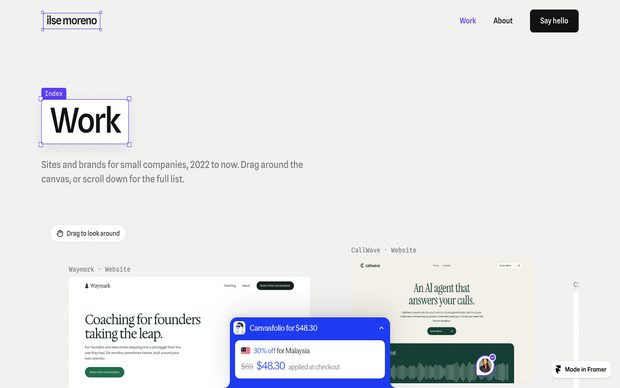 ilse moreno
Work
About
Say hello
Index
Work
Sites and brands for small companies, 2022 to now. Drag around the
canvas, or scroll down for the full list.
Drag to look around
CallWave · Website
Waymark · Website
Waymark
Coaching
About
callwave
An AI agent that
answers your calls.
Coaching for founders
taking the leap.
Canvasfolio for $48.30
30% off for Malaysia
$69 $48.30 applied at checkout
Made in Framer